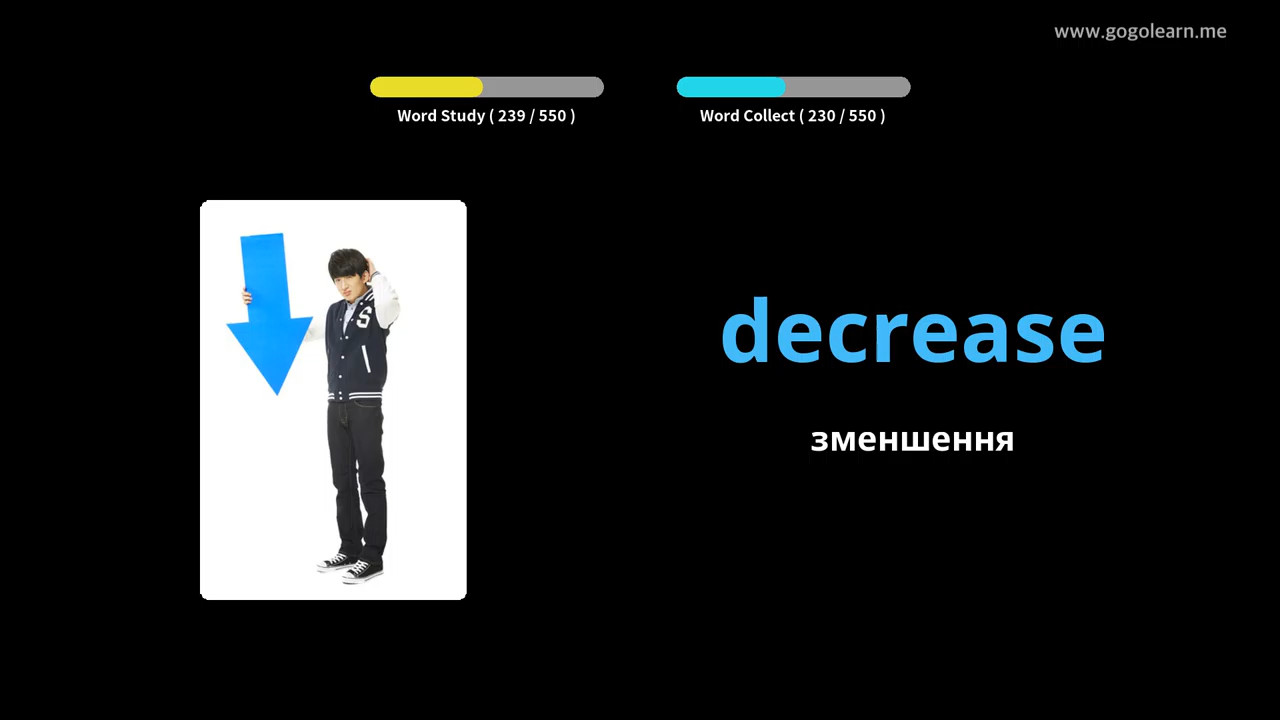 www.gogolearn.me
Word Study ( 239 / 550 )
Word Collect ( 230 / 550 )
S
decrease
зменшення